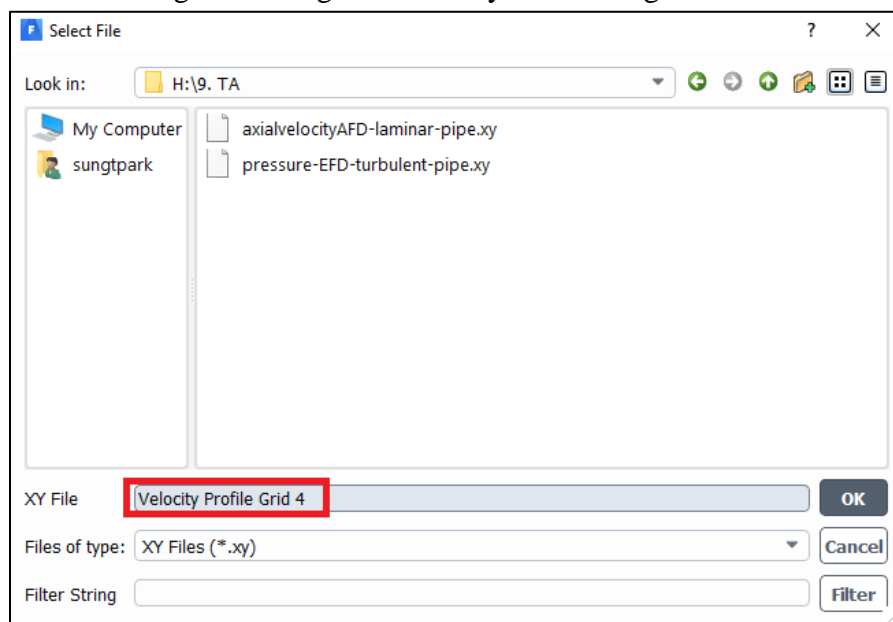 Select File
?
Look in:
H:\9. TA
My Computer
sungtpark
axialvelocityAFD-laminar-pipe.xy
pressure-EFD-turbulent-pipe.xy
XY File
Velocity Profile Grid 4
OK
Files of type:
XY Files (*.xy)
Cancel
Filter String
Filter